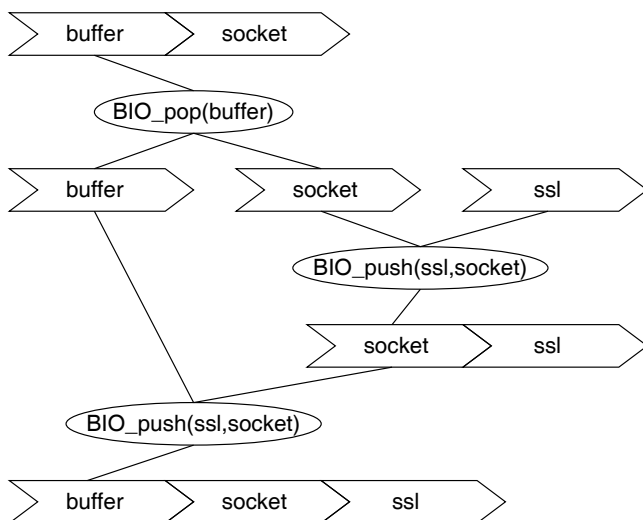 buffer socket
BIO_pop(buffer)
buffer socket ssl
BIO_push(ssl,socket)
socket ssl
BIO_push(ssl,socket)
buffer socket ssl